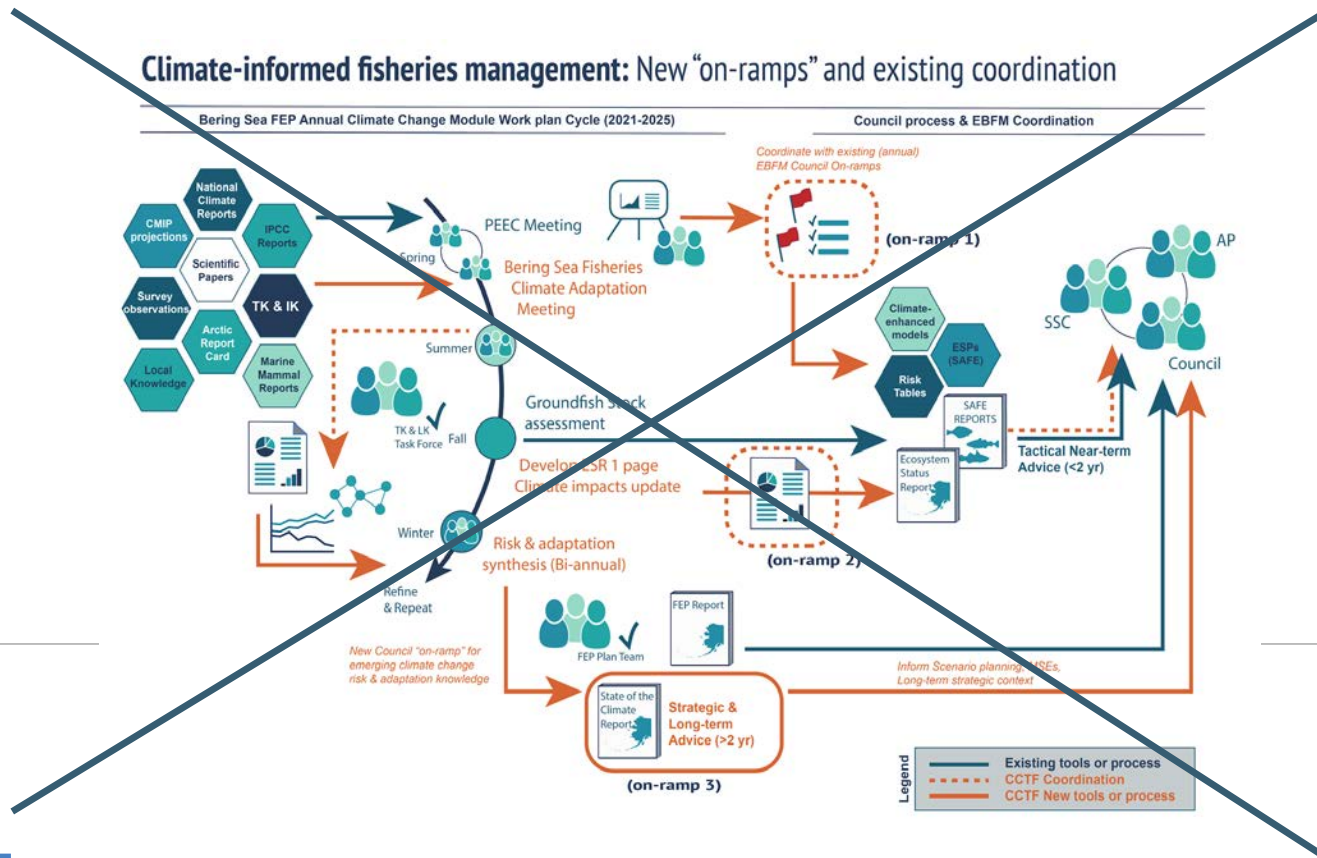 Climate-informed fisheries management: New "on-ramps" and existing coordination
Bering Sea FEP Annual Climate Change Module Work plan Cycle (2021-2025)
Council process & EBFM Coordination
Coordinate with existing (annual)
EBFM Council On-ramps
National
Climate
Reports
CMIP
projections
IPCC
Reports
Scientific
Papers
Survey
observations
TK & IK
Arctic
Report
Card
Local
Knowledge
Marine
Mammal
Reports
Spring
PEEC Meeting
Bering Sea Fisheries
Climate Adaptation
Meeting
(on-ramp 1)
Summer
TK & LK
Task Force
Fall
Groundfish Stock
assessment
Develop ESR 1 page
Climate impacts update
(on-ramp 2)
Climate-
enhanced
models
ESPs
(SAFE)
Risk
Tables
SAFE
REPORTS
Ecosystem
Status
Report
Tactical Near-term
Advice (<2 yr)
AP
SSC
Council
Winter
Risk & adaptation
synthesis (Bi-annual)
Refine
& Repeat
New Council "on-ramp" for
emerging climate change
risk & adaptation knowledge
FEP Plan Team
FEP Report
State of the
Climate
Report
Strategic &
Long-term
Advice (>2 yr)
(on-ramp 3)
Inform Scenario planning, MSEs,
Long-term strategic context
Legend
Existing tools or process
CCTF Coordination
CCTF New tools or process